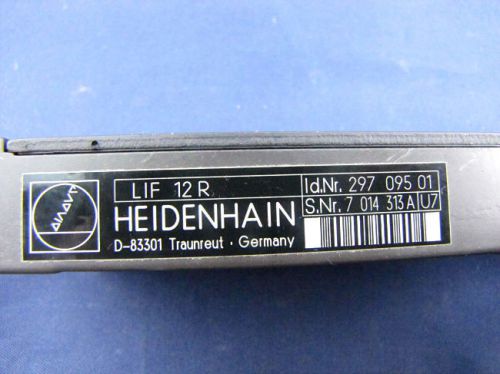 LIF 12 R
HEIDENHAIN
D-83301 Traunreut · Germany
Id.Nr. 297 095 01
S.Nr. 7 014 313 A U7